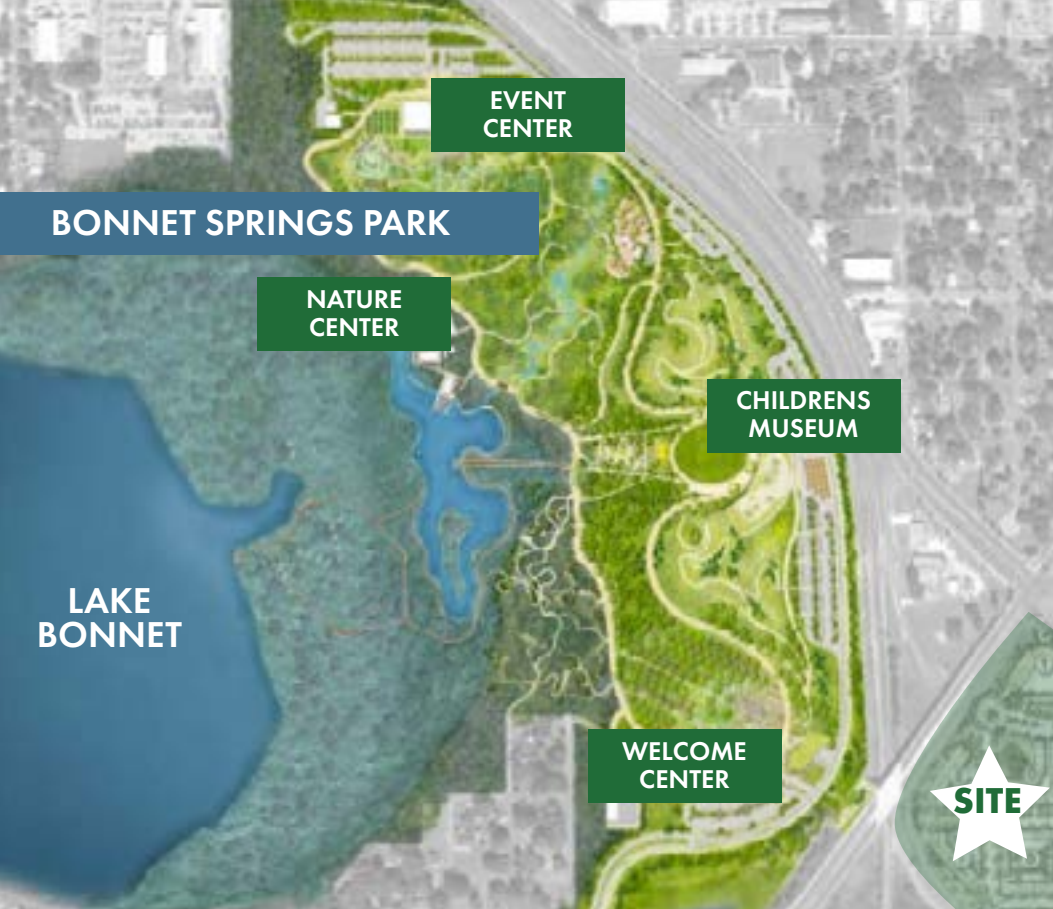 EVENT
CENTER
BONNET SPRINGS PARK
NATURE
CENTER
CHILDRENS
MUSEUM
LAKE
BONNET
WELCOME
CENTER
SITE